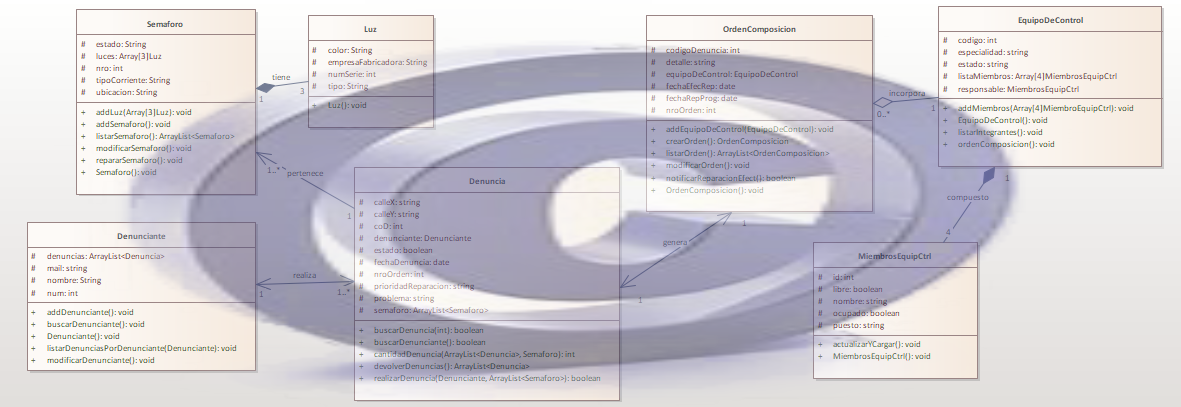 Semaforo
# estado: String
# luces: Array[3]Luz
# nro: int
# tipoCorriente: String
# ubicacion: String
+ addLuz(Array[3]Luz): void
+ addSemaforo(): void
+ listarSemaforo(): ArrayList<Semaforo>
+ modificarSemaforo(): void
+ repararSemaforo(): void
+ Semaforo(): void
tiene
1
3
Luz
# color: String
# empresaFabricadora: String
# numSerie: int
# tipo: String
+ Luz(): void
OrdenComposicion
# codigoDenuncia: int
# detalle: string
# equipoDeControl: EquipoDeControl
# fechaEfecRep: date
# fechaRepProg: date
# nroOrden: int
+ addEquipoDeControl(EquipoDeControl): void
+ crearOrden(): OrdenComposicion
+ listarOrden(): ArrayList<OrdenComposicion>
+ modificarOrden(): void
+ notificarReparacionEfect(): boolean
+ OrdenComposicion(): void
incorpora
0..*
1
EquipoDeControl
# codigo: int
# especialidad: string
# estado: string
# listaMiembros: Array[4]MiembrosEquipCtrl
# responsable: MiembrosEquipCtrl
+ addMiembros(Array[4]MiembroEquipCtrl): void
+ EquipoDeControl(): void
+ listarIntegrantes(): void
+ ordenComposicion(): void
1..*
pertenece
1
Denuncia
# calleX: string
# calleY: string
# coD: int
# denunciante: Denunciante
# estado: boolean
# fechaDenuncia: date
# nroOrden: int
# prioridadReparacion: string
# problema: string
# semaforo: ArrayList<Semaforo>
+ buscarDenuncia(int): boolean
+ buscarDenunciante(): boolean
+ cantidadDenuncia(ArrayList<Denuncia>, Semaforo): int
+ devolverDenuncias(): ArrayList<Denuncia>
+ realizarDenuncia(Denunciante, ArrayList<Semaforo>): boolean
1
compuesto
4
genera
1
1
Denunciante
# denuncias: ArrayList<Denuncia>
# mail: string
# nombre: String
# num: int
+ addDenunciante(): void
+ buscarDenunciante(): void
+ Denunciante(): void
+ listarDenunciasPorDenunciante(Denunciante): void
+ modificarDenunciante(): void
realiza
1
1..*
MiembrosEquipCtrl
# id: int
# libre: boolean
# nombre: string
# ocupado: boolean
# puesto: string
+ actualizarYCargar(): void
+ MiembrosEquipCtrl(): void